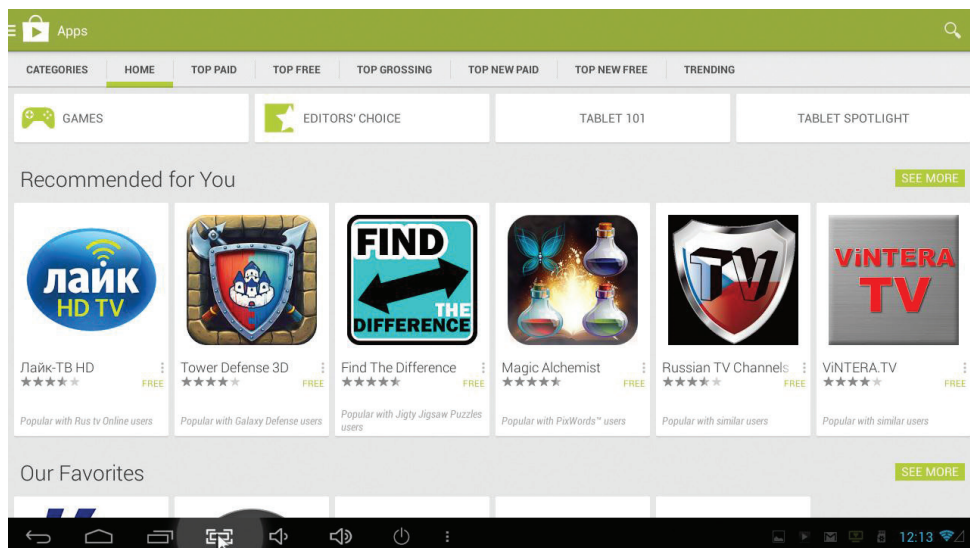 Apps
CATEGORIES HOME TOP PAID TOP FREE TOP GROSSING TOP NEW PAID TOP NEW FREE TRENDING
GAMES EDITORS' CHOICE TABLET 101 TABLET SPOTLIGHT
Recommended for You SEE MORE
лайк
HD TV
FIND
THE
DIFFERENCE
TV
ViNTERA
TV
Лайк-ТВ HD Tower Defense 3D Find The Difference Magic Alchemist Russian TV Channels ViNTERA.TV
FREE FREE FREE FREE FREE FREE
Popular with Rus tv Online users Popular with Galaxy Defense users Popular with Jigty Jigsaw Puzzles users Popular with PixWords™ users Popular with similar users Popular with similar users
Our Favorites SEE MORE
12:13